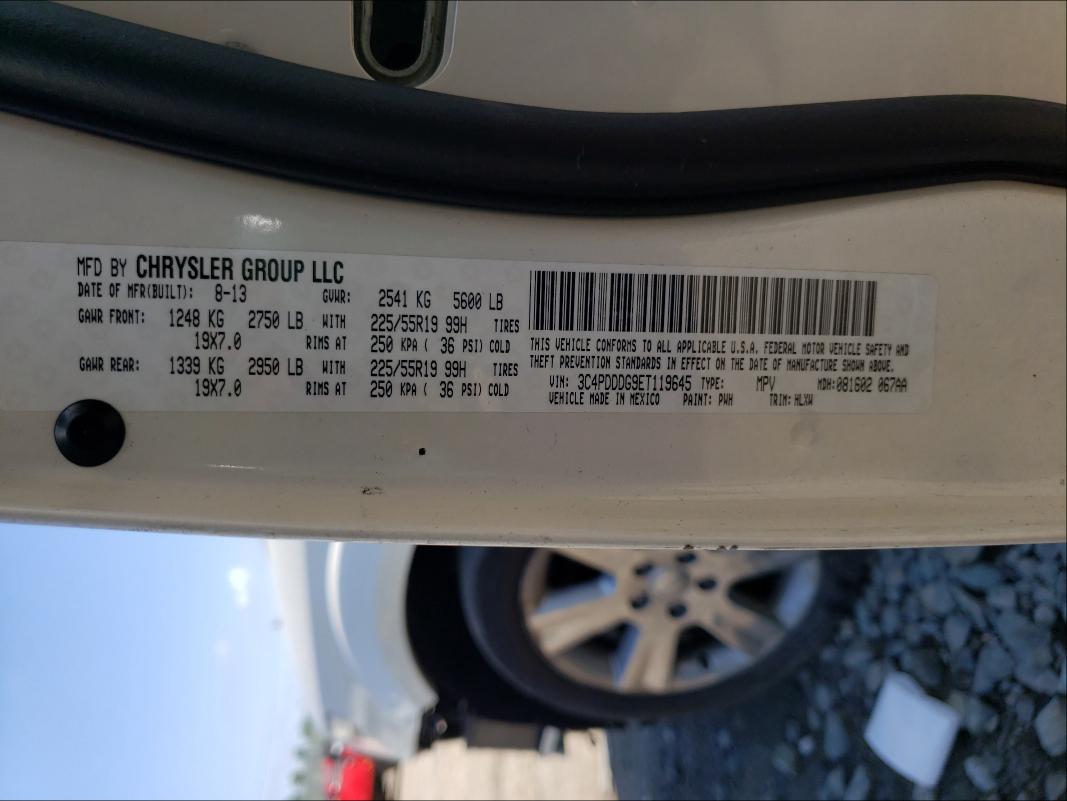 MFD BY CHRYSLER GROUP LLC
DATE OF MFR(BUILT): 8-13 GVWR: 2541 KG 5600 LB
GAWR FRONT: 1248 KG 2750 LB WITH 225/55R19 99H TIRES
19X7.0 RIMS AT 250 KPA ( 36 PSI) COLD
GAWR REAR: 1339 KG 2950 LB WITH 225/55R19 99H TIRES
19X7.0 RIMS AT 250 KPA ( 36 PSI) COLD
THIS VEHICLE CONFORMS TO ALL APPLICABLE U.S.A. FEDERAL MOTOR VEHICLE SAFETY AND
THEFT PREVENTION STANDARDS IN EFFECT ON THE DATE OF MANUFACTURE SHOWN ABOVE.
VIN: 3C4PDDDG9ET119645 TYPE: MPV MDH: 081602 067AA
VEHICLE MADE IN MEXICO PAINT: PWH TRIM: HLXW